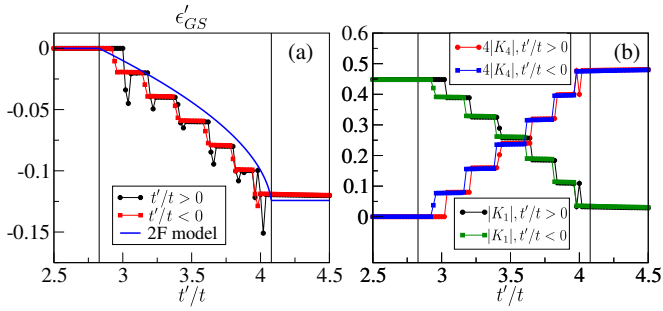 ϵ′_GS
(a)
0
-0.05
-0.1
-0.15
t′/t > 0
t′/t < 0
2F model
2.5 3 3.5 4 4.5
t′/t
(b)
0.6
0.5
0.4
0.3
0.2
0.1
0
4|K₄|, t′/t > 0
4|K₄|, t′/t < 0
|K₁|, t′/t > 0
|K₁|, t′/t < 0
2.5 3 3.5 4 4.5
t′/t